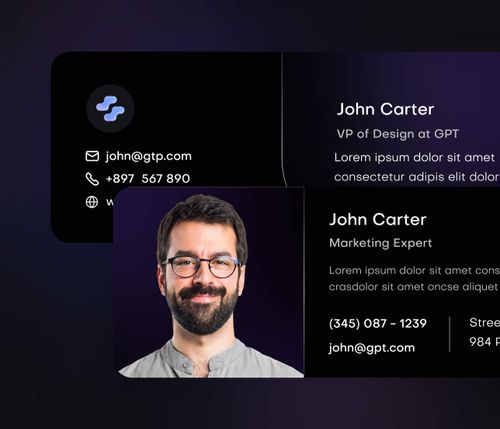 john@gtp.com
+897 567 890
John Carter
VP of Design at GPT
Lorem ipsum dolor sit amet
consectetur adipis elit dolor
John Carter
Marketing Expert
Lorem ipsum dolor sit amet
crasdolor sit amet oncse aliquet
(345) 087 - 1239
john@gpt.com
984